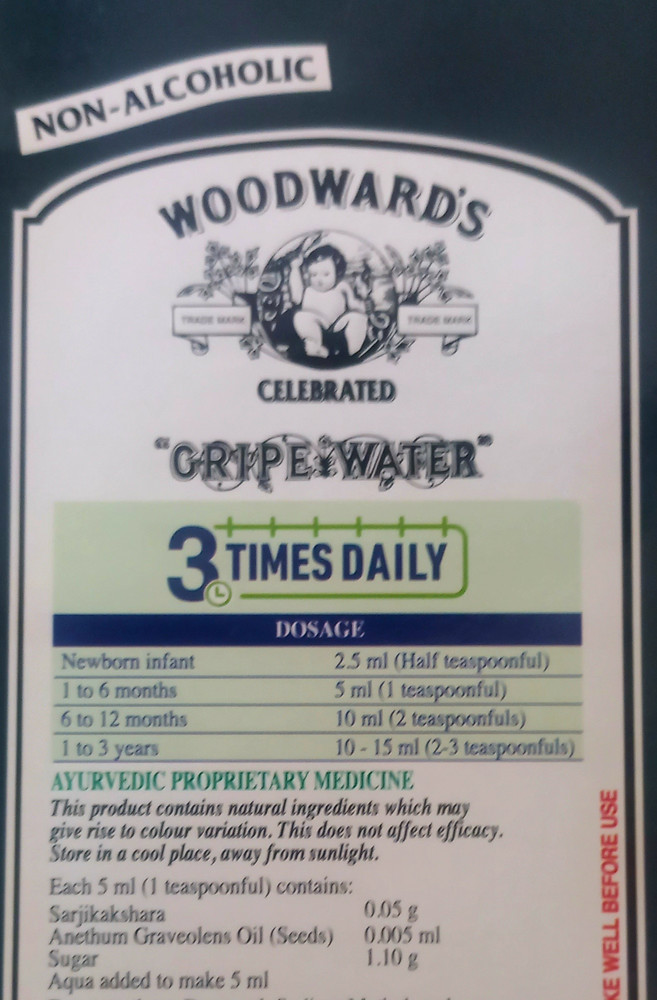 NON-ALCOHOLIC
WOODWARD'S
TRADE MARK TRADE MARK
CELEBRATED
"GRIPE WATER"
3 TIMES DAILY
DOSAGE
Newborn infant 2.5 ml (Half teaspoonful)
1 to 6 months 5 ml (1 teaspoonful)
6 to 12 months 10 ml (2 teaspoonfuls)
1 to 3 years 10 - 15 ml (2-3 teaspoonfuls)
AYURVEDIC PROPRIETARY MEDICINE
This product contains natural ingredients which may
give rise to colour variation. This does not affect efficacy.
Store in a cool place, away from sunlight.
Each 5 ml (1 teaspoonful) contains:
Sarjikakshara 0.05 g
Anethum Graveolens Oil (Seeds) 0.005 ml
Sugar 1.10 g
Aqua added to make 5 ml
KE WELL BEFORE USE